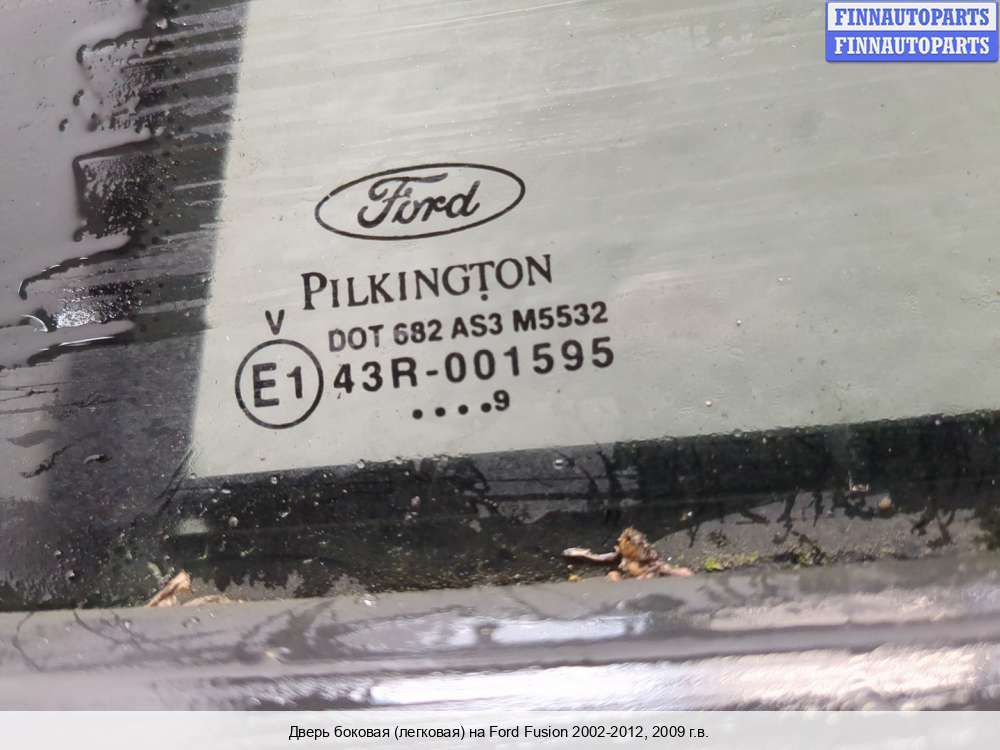 FINNAUTOPARTS
FINNAUTOPARTS
Ford
PILKINGTON
V
DOT 682 AS3 M5532
E1 43R-001595
....9
Дверь боковая (легковая) на Ford Fusion 2002-2012, 2009 г.в.